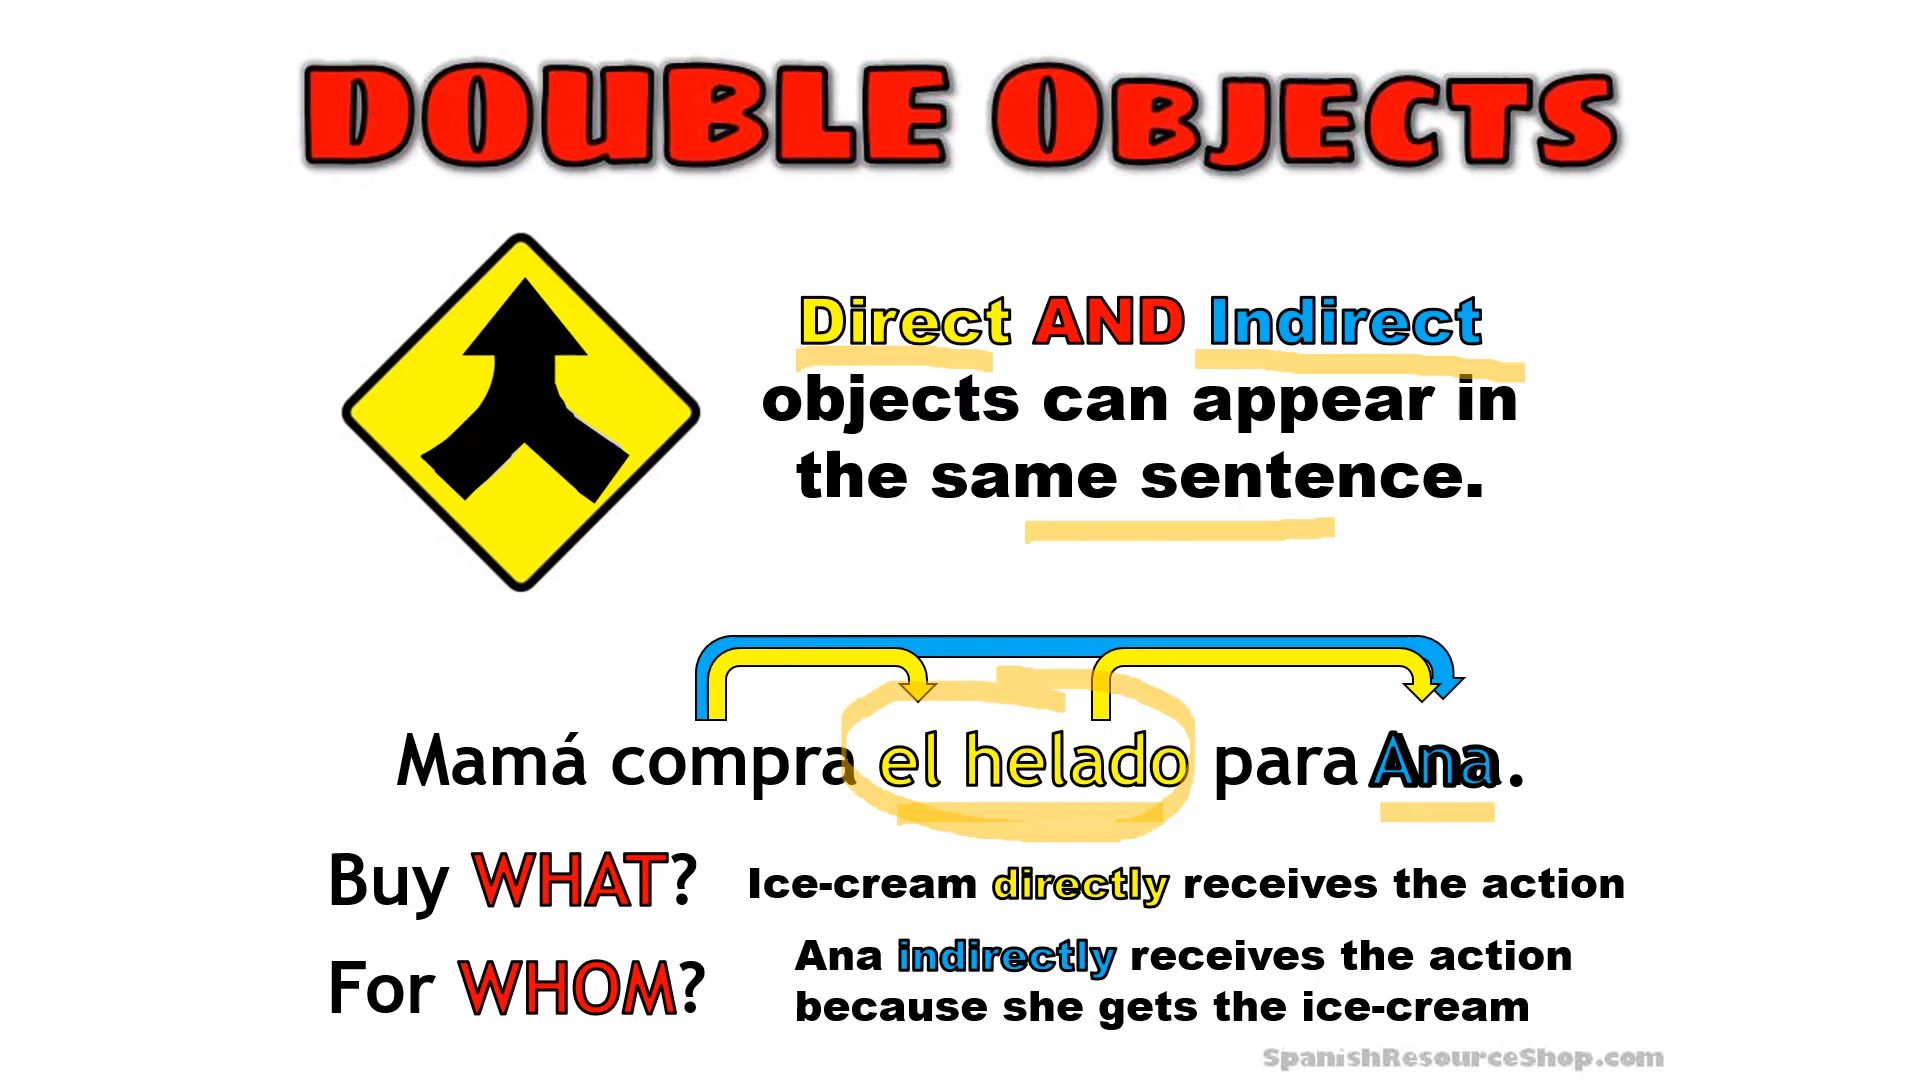 DOUBLE OBJECTS
Direct AND Indirect
objects can appear in
the same sentence.
Mamá compra el helado para Ana.
Buy WHAT?
Ice-cream directly receives the action
For WHOM?
Ana indirectly receives the action
because she gets the ice-cream
SpanishResourceShop.com